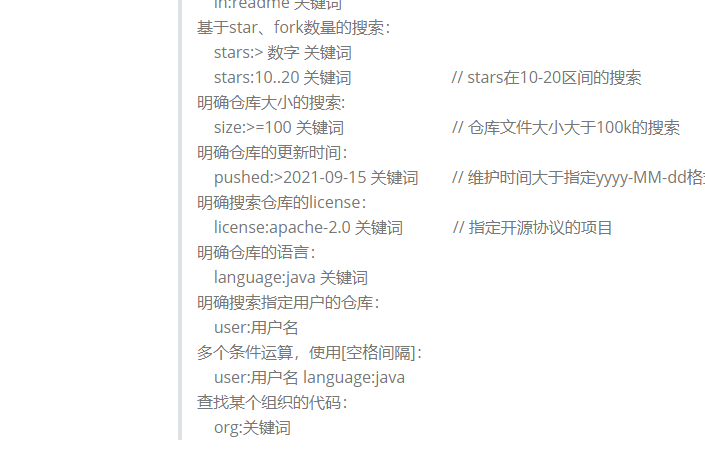 in:readme 关键词
基于star、fork数量的搜索：
stars:> 数字 关键词
stars:10..20 关键词 // stars在10-20区间的搜索
明确仓库大小的搜索:
size:>=100 关键词 // 仓库文件大小大于100k的搜索
明确仓库的更新时间：
pushed:>2021-09-15 关键词 // 维护时间大于指定yyyy-MM-dd格式
明确搜索仓库的license：
license:apache-2.0 关键词 // 指定开源协议的项目
明确仓库的语言：
language:java 关键词
明确搜索指定用户的仓库：
user:用户名
多个条件运算，使用[空格间隔]：
user:用户名 language:java
查找某个组织的代码：
org:关键词